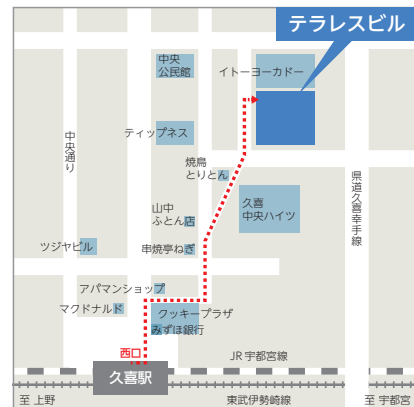 テラレスビル
中央
公民館
イトーヨーカドー
ティップネス
中央通り
焼鳥
とりとん
県道久喜幸手線
山中
ふとん店
久喜
中央ハイツ
ツジヤビル
串焼亭ねぎ
アパマンショップ
マクドナルド
クッキープラザ
みずほ銀行
西口
JR宇都宮線
久喜駅
至 上野
東武伊勢崎線
至 宇都宮